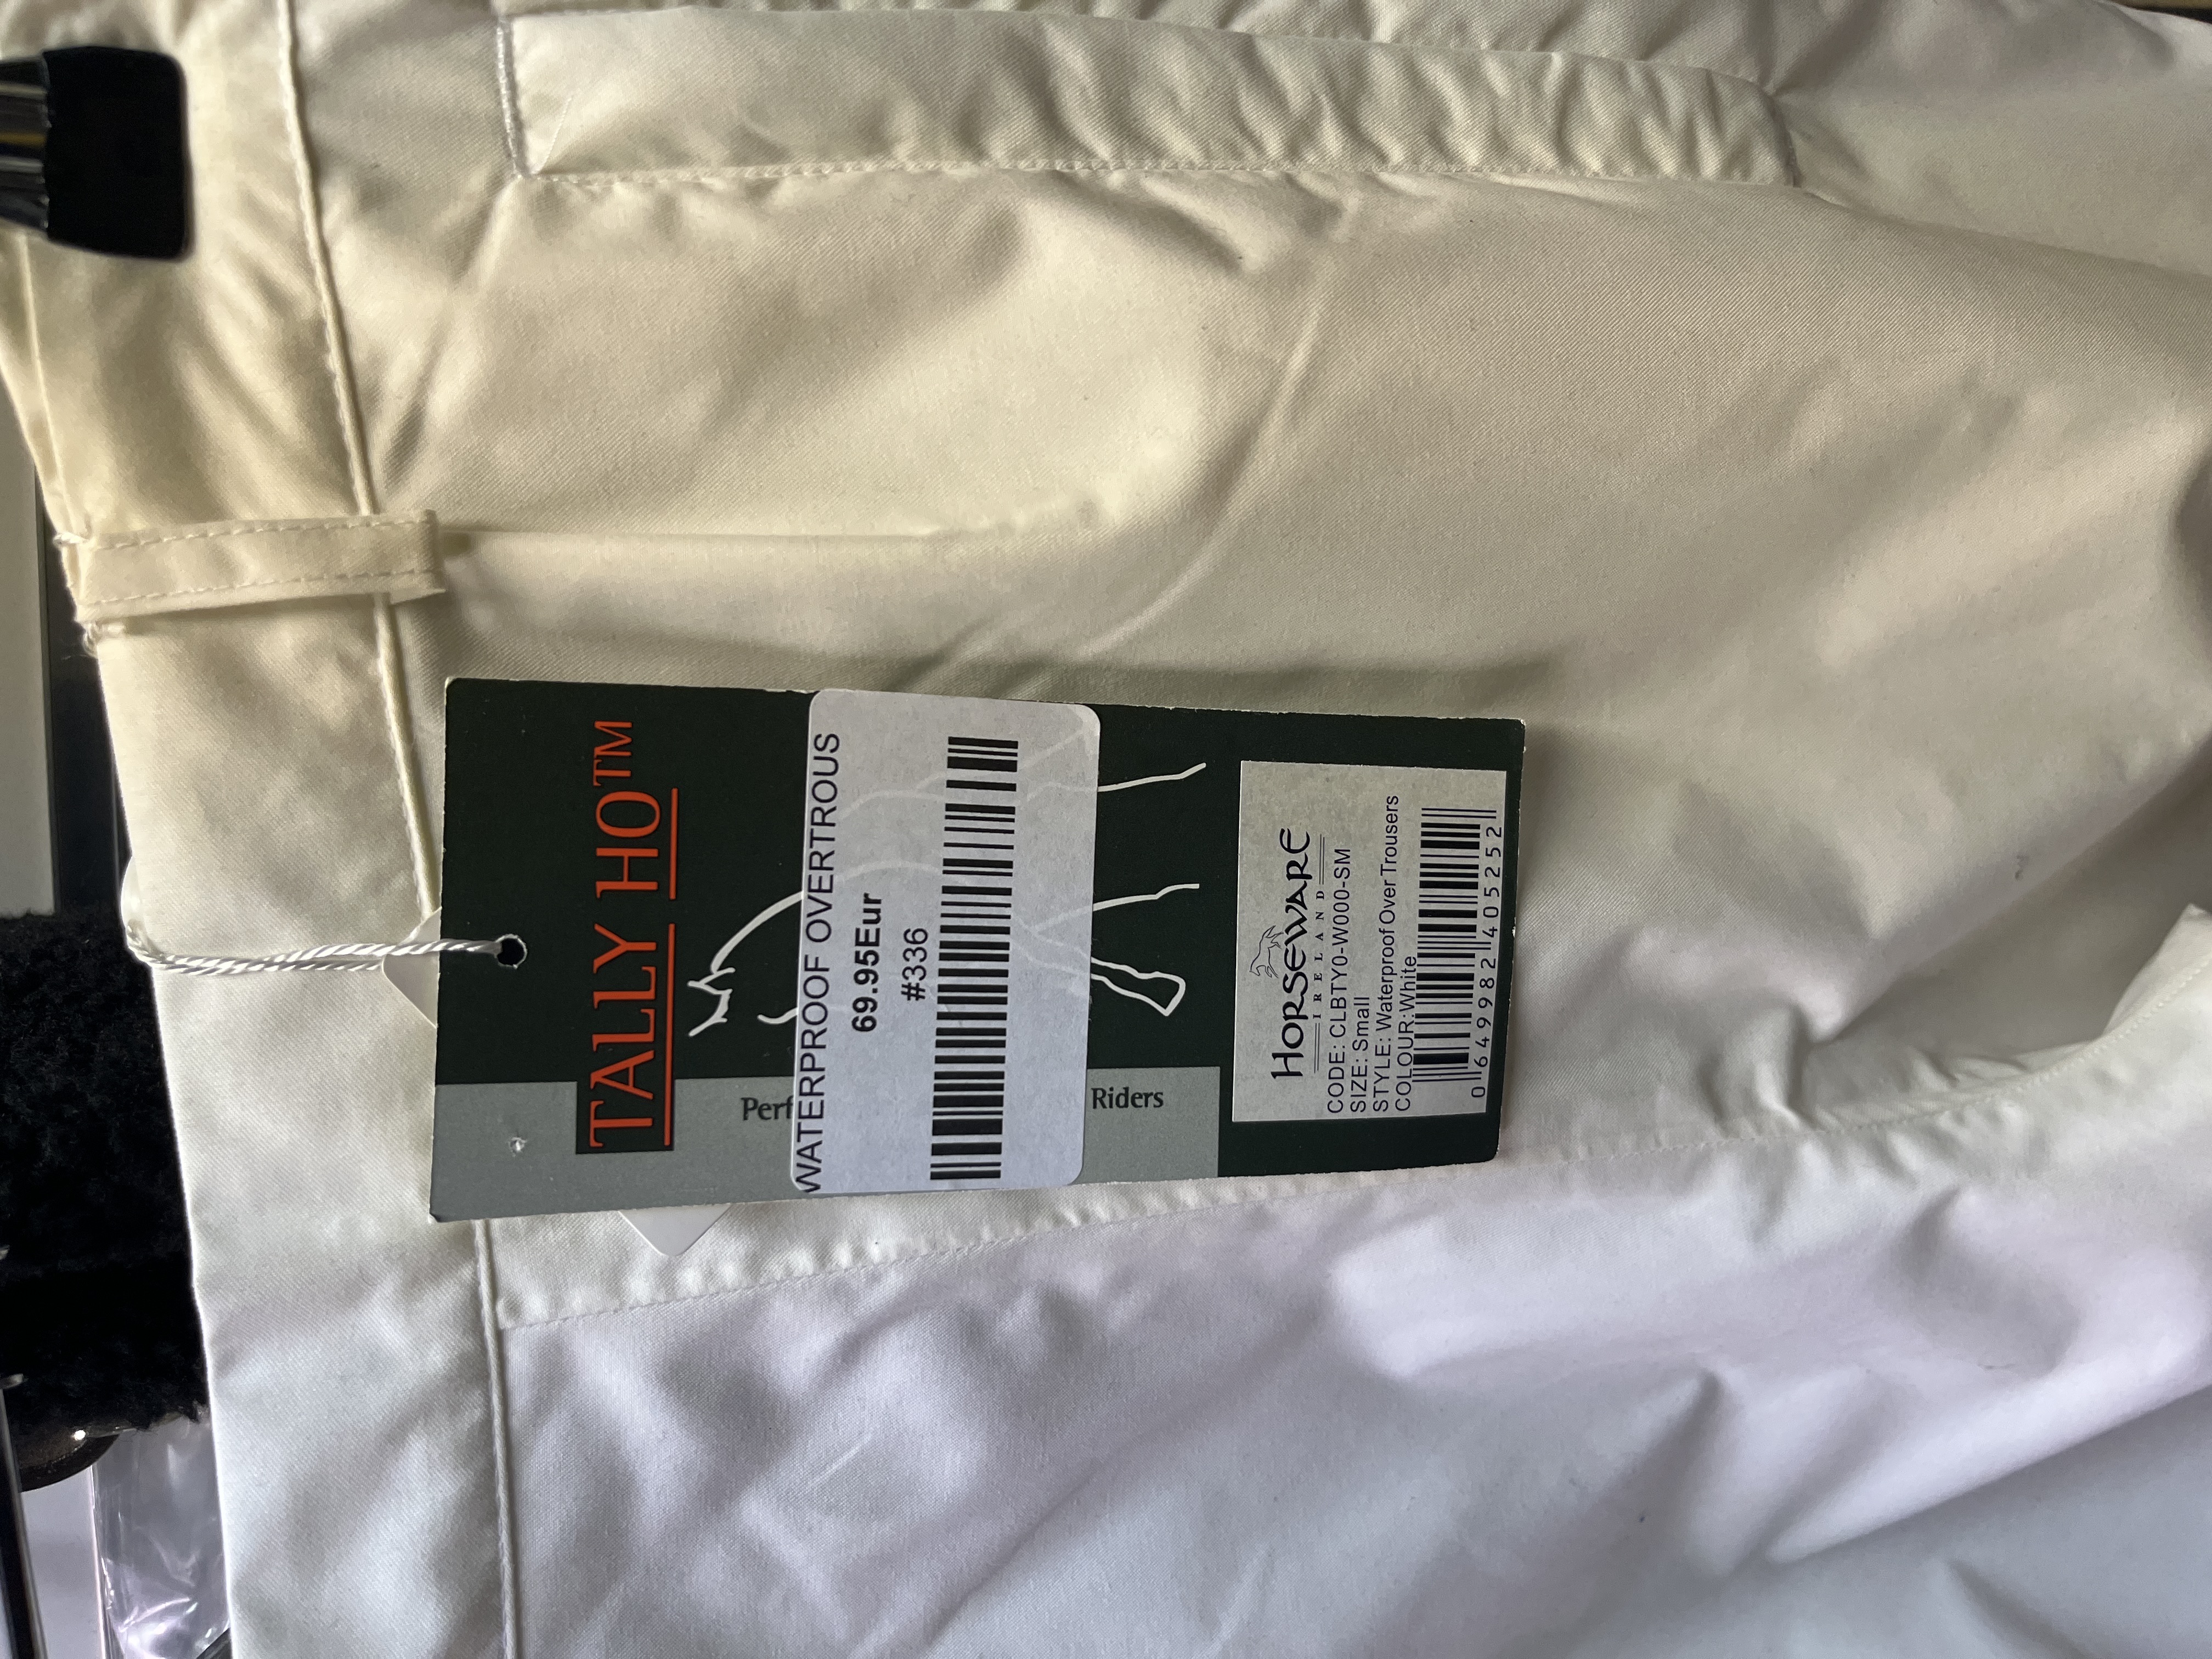 TALLY HO™
Perf
Riders
WATERPROOF OVERTROUS
69.95Eur
#336
HORSEWARE
IRELAND
CODE: CLBTY0-W000-SM
SIZE: Small
STYLE: Waterproof Over Trousers
COLOUR:White
0 649982 405252